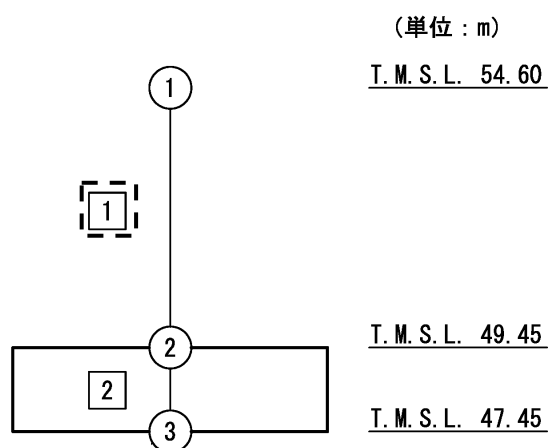 (単位：m)
① T.M.S.L. 54.60
1
② T.M.S.L. 49.45
2
③ T.M.S.L. 47.45